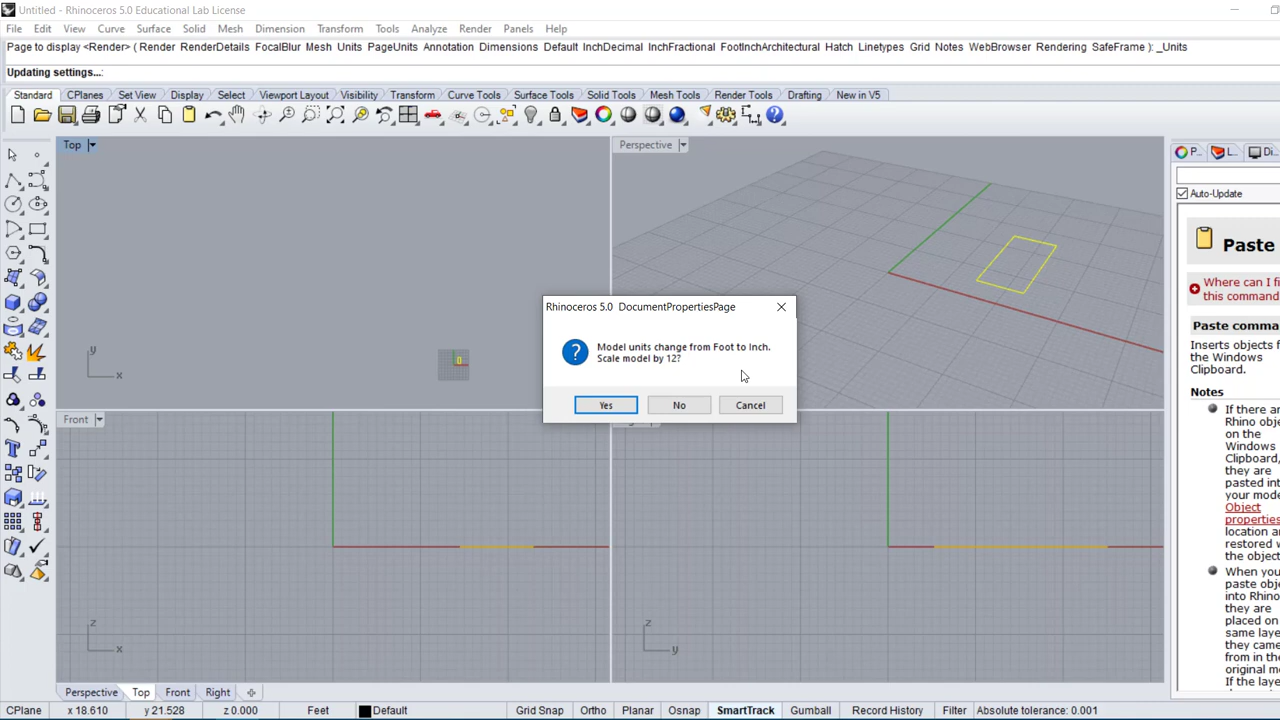 Untitled - Rhinoceros 5.0 Educational Lab License
File Edit View Curve Surface Solid Mesh Dimension Transform Tools Analyze Render Panels Help
Page to display <Render> ( Render RenderDetails FocalBlur Mesh Units PageUnits Annotation Dimensions Default InchDecimal InchFractional FootInchArchitectural Hatch Linetypes Grid Notes WebBrowser Rendering SafeFrame ): _Units
Updating settings...:
Standard CPlanes Set View Display Select Viewport Layout Visibility Transform Curve Tools Surface Tools Solid Tools Mesh Tools Render Tools Drafting New in V5
Top
Perspective
P...
L...
Di...
Auto-Update
Paste
Where can I fi
this command
Paste comma
Inserts objects f
the Windows
Clipboard.
Notes
If there are
Rhino obje
on the
Windows
Clipboard,
they are
pasted into
your mode
Object
properties
location ar
restored w
the object
When you
paste obje
into Rhino
they are
placed on
same laye
they came
from in the
original m
If the laye
Rhinoceros 5.0 DocumentPropertiesPage
Model units change from Foot to Inch.
Scale model by 12?
Yes No Cancel
y
x
Front
z
x
z
y
Perspective Top Front Right
CPlane x 18.610 y 21.528 z 0.000 Feet Default Grid Snap Ortho Planar Osnap SmartTrack Gumball Record History Filter Absolute tolerance: 0.001